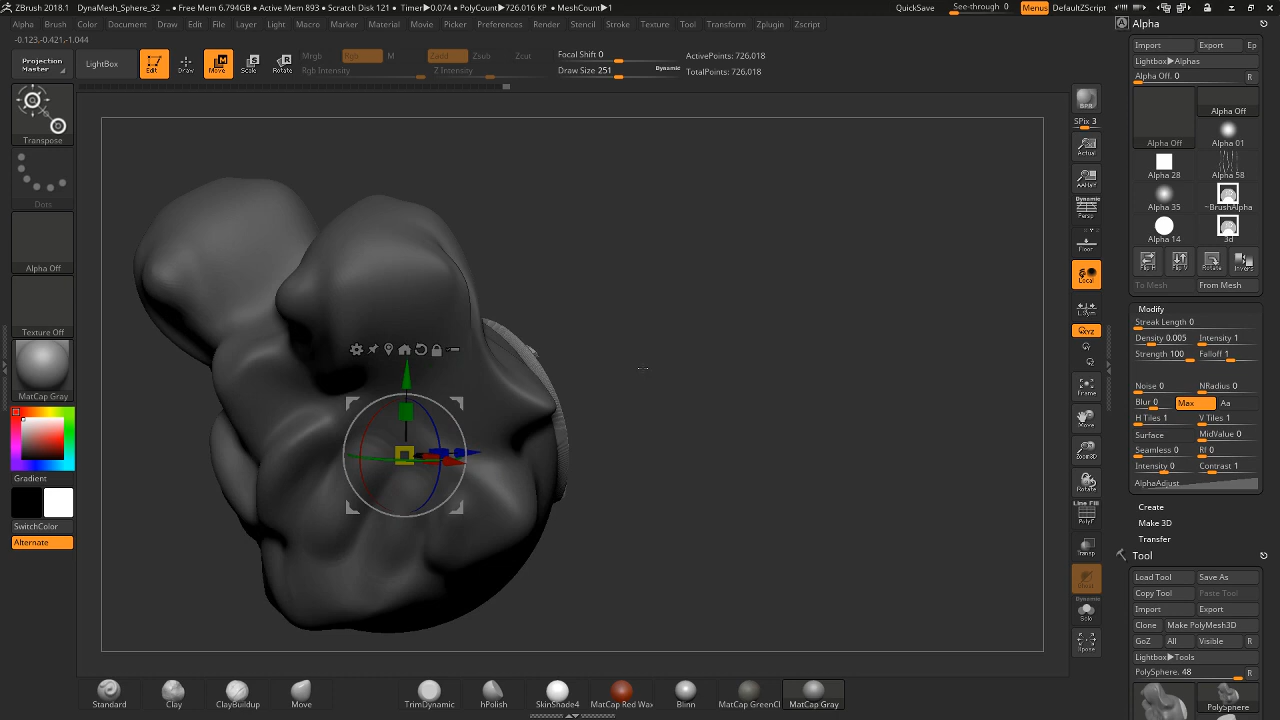 ZBrush 2018.1 DynaMesh_Sphere_32 .. • Free Mem 6.794GB • Active Mem 893 • Scratch Disk 121 • Timer▶0.074 • PolyCount▶726.016 KP • MeshCount▶1 QuickSave See-through 0 Menus DefaultZScript
Alpha Brush Color Document Draw Edit File Layer Light Macro Marker Material Movie Picker Preferences Render Stencil Stroke Texture Tool Transform Zplugin Zscript
-0.123,-0.421,-1.044
Projection Master
LightBox
Edit
Draw
Move
Scale
Rotate
Mrgb Rgb M
Rgb Intensity
Zadd Zsub Zcut
Z Intensity
Focal Shift 0
Draw Size 251
Dynamic
ActivePoints: 726.018
TotalPoints: 726.018
Transpose
Dots
Alpha Off
Texture Off
MatCap Gray
Gradient
SwitchColor
Alternate
BPR
SPix 3
Actual
AAHalf
Dynamic
Persp
Floor
Local
L.Sym
XYZ
Frame
Move
Zoom3D
Rotate
Line Fill
PolyF
Transp
Dynamic
Solo
Xpose
Alpha
Import Export Ep
Lightbox▶Alphas
Alpha Off. 0 R
Alpha Off
Alpha Off
Alpha 01
Alpha 28 Alpha 58
Alpha 35 ~BrushAlpha
Alpha 14 3d
Flip H Flip V Rotate Invers
To Mesh From Mesh
Modify
Streak Length 0
Density 0.005 Intensity 1
Strength 100 Falloff 1
Noise 0 NRadius 0
Blur 0 Max Aa
H Tiles 1 V Tiles 1
Surface MidValue 0
Seamless 0 Rf 0
Intensity 0 Contrast 1
AlphaAdjust
Create
Make 3D
Transfer
Tool
Load Tool Save As
Copy Tool Paste Tool
Import Export
Clone Make PolyMesh3D
GoZ All Visible R
Lightbox▶Tools
PolySphere. 48 R
PolySphere
Standard
Clay
ClayBuildup
Move
TrimDynamic
hPolish
SkinShade4
MatCap Red Wax
Blinn
MatCap GreenCl
MatCap Gray